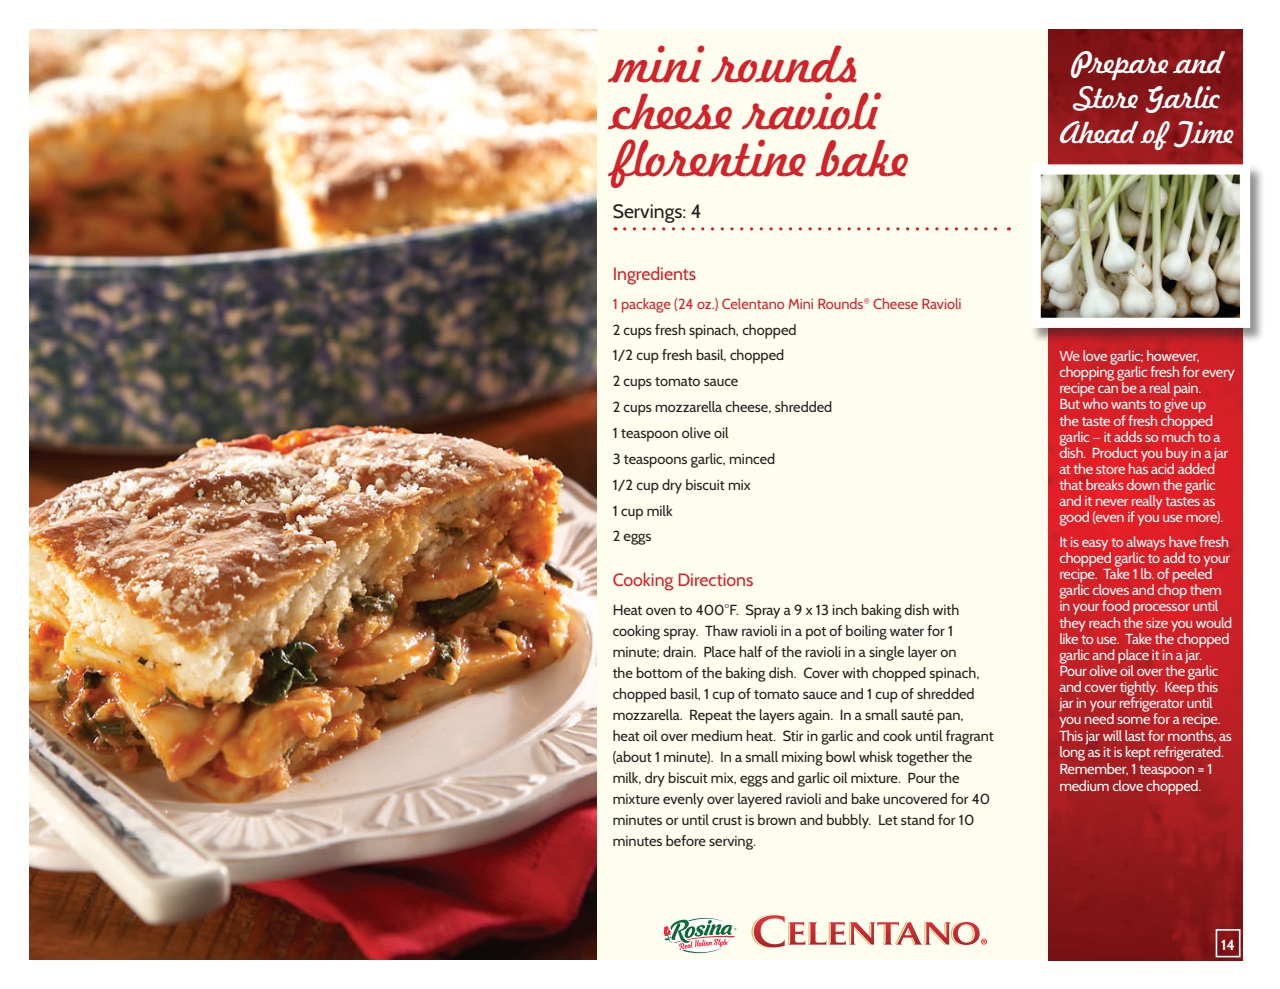 mini rounds
cheese ravioli
florentine bake
Servings: 4
Ingredients
1 package (24 oz.) Celentano Mini Rounds® Cheese Ravioli
2 cups fresh spinach, chopped
1/2 cup fresh basil, chopped
2 cups tomato sauce
2 cups mozzarella cheese, shredded
1 teaspoon olive oil
3 teaspoons garlic, minced
1/2 cup dry biscuit mix
1 cup milk
2 eggs
Cooking Directions
Heat oven to 400°F. Spray a 9 x 13 inch baking dish with
cooking spray. Thaw ravioli in a pot of boiling water for 1
minute; drain. Place half of the ravioli in a single layer on
the bottom of the baking dish. Cover with chopped spinach,
chopped basil, 1 cup of tomato sauce and 1 cup of shredded
mozzarella. Repeat the layers again. In a small sauté pan,
heat oil over medium heat. Stir in garlic and cook until fragrant
(about 1 minute). In a small mixing bowl whisk together the
milk, dry biscuit mix, eggs and garlic oil mixture. Pour the
mixture evenly over layered ravioli and bake uncovered for 40
minutes or until crust is brown and bubbly. Let stand for 10
minutes before serving.
Rosina
Real Italian Style.
CELENTANO®
Prepare and
Store Garlic
Ahead of Time
We love garlic; however,
chopping garlic fresh for every
recipe can be a real pain.
But who wants to give up
the taste of fresh chopped
garlic – it adds so much to a
dish. Product you buy in a jar
at the store has acid added
that breaks down the garlic
and it never really tastes as
good (even if you use more).
It is easy to always have fresh
chopped garlic to add to your
recipe. Take 1 lb. of peeled
garlic cloves and chop them
in your food processor until
they reach the size you would
like to use. Take the chopped
garlic and place it in a jar.
Pour olive oil over the garlic
and cover tightly. Keep this
jar in your refrigerator until
you need some for a recipe.
This jar will last for months, as
long as it is kept refrigerated.
Remember, 1 teaspoon = 1
medium clove chopped.
14